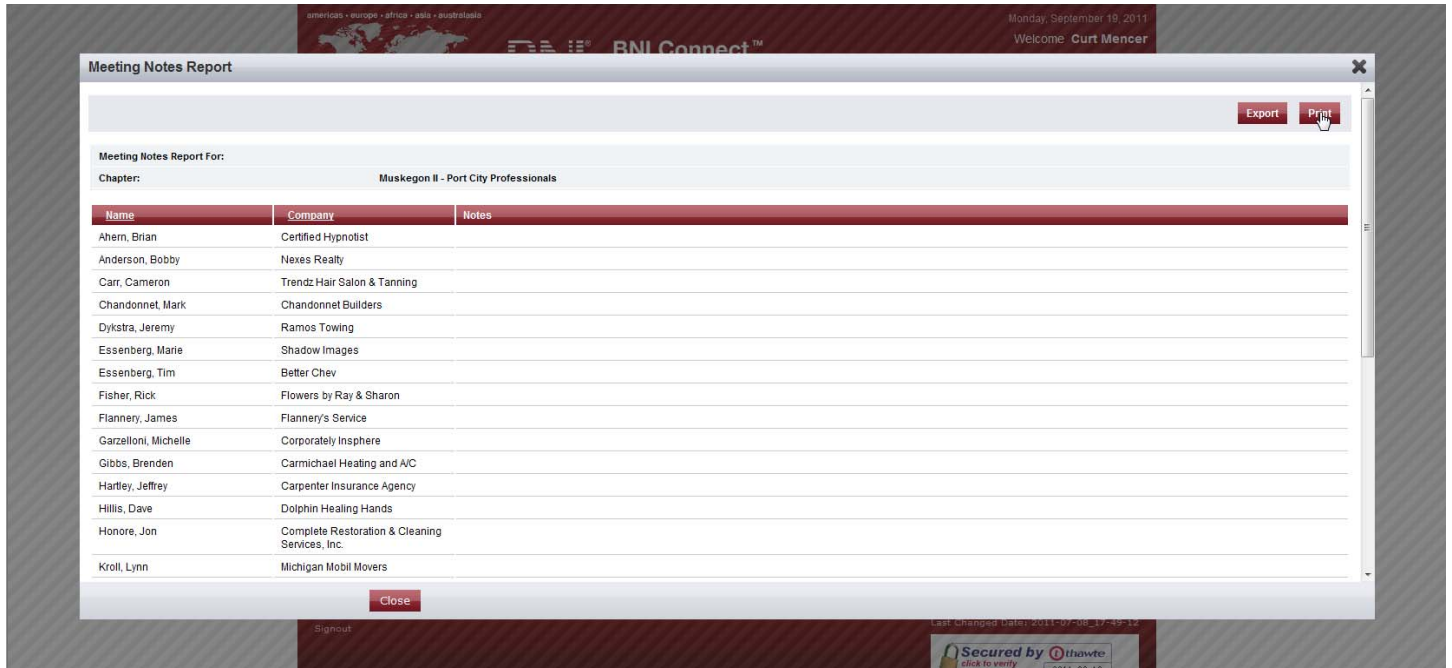 americas • europe • africa • asia • australasia
Monday, September 19, 2011
Welcome Curt Mencer
BNI Connect™
Meeting Notes Report
Export Print
Meeting Notes Report For:
Chapter: Muskegon II - Port City Professionals
Name Company Notes
Ahern, Brian Certified Hypnotist
Anderson, Bobby Nexes Realty
Carr, Cameron Trendz Hair Salon & Tanning
Chandonnet, Mark Chandonnet Builders
Dykstra, Jeremy Ramos Towing
Essenberg, Marie Shadow Images
Essenberg, Tim Better Chev
Fisher, Rick Flowers by Ray & Sharon
Flannery, James Flannery's Service
Garzelloni, Michelle Corporately Insphere
Gibbs, Brenden Carmichael Heating and A/C
Hartley, Jeffrey Carpenter Insurance Agency
Hillis, Dave Dolphin Healing Hands
Honore, Jon Complete Restoration & Cleaning
Services, Inc.
Kroll, Lynn Michigan Mobil Movers
Close
Signout
Last Changed Date: 2011-07-08_17-49-12
Secured by thawte
click to verify